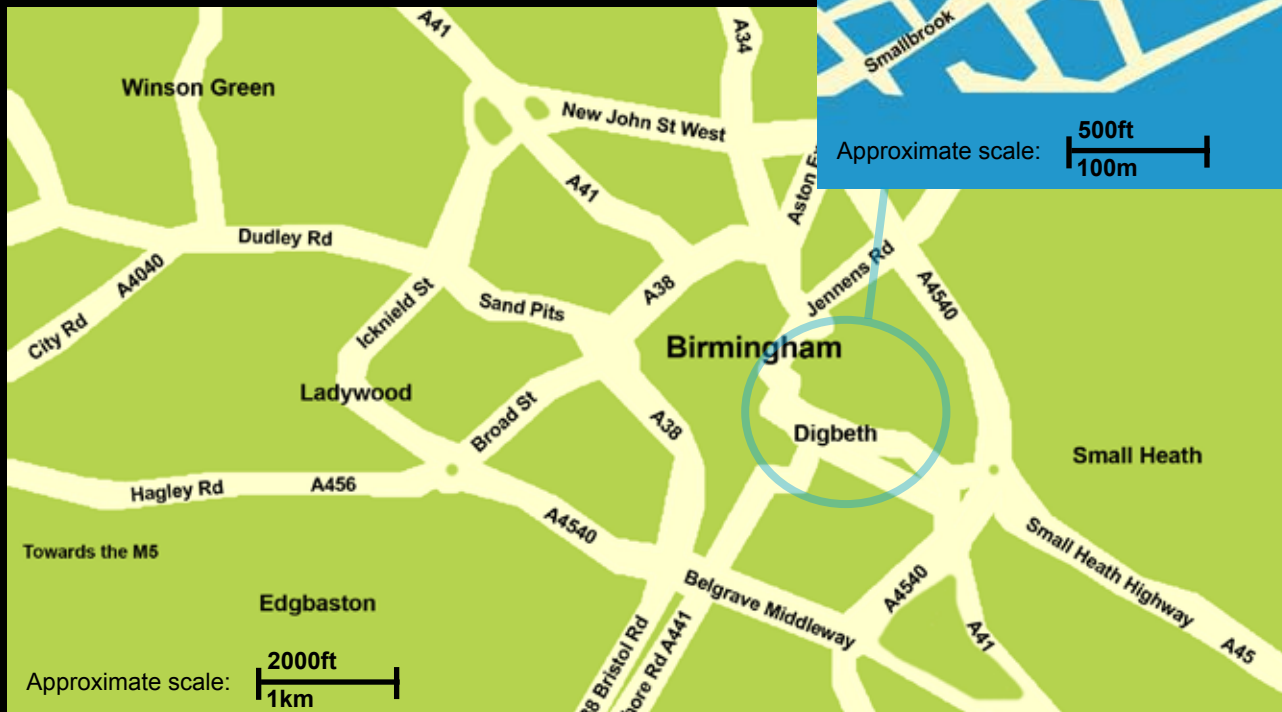 A41
A34
Smallbrook
Winson Green
New John St West
Approximate scale:
500ft
100m
A41
Aston
Dudley Rd
A4040
Jennens Rd
A38
A4540
Icknield St
Sand Pits
City Rd
Birmingham
Ladywood
Broad St
A38
Digbeth
Small Heath
Hagley Rd
A456
A4540
Towards the M5
Small Heath Highway
Belgrave Middleway
A4540
Edgbaston
A41
A45
Bristol Rd
Rd A441
Approximate scale:
2000ft
1km